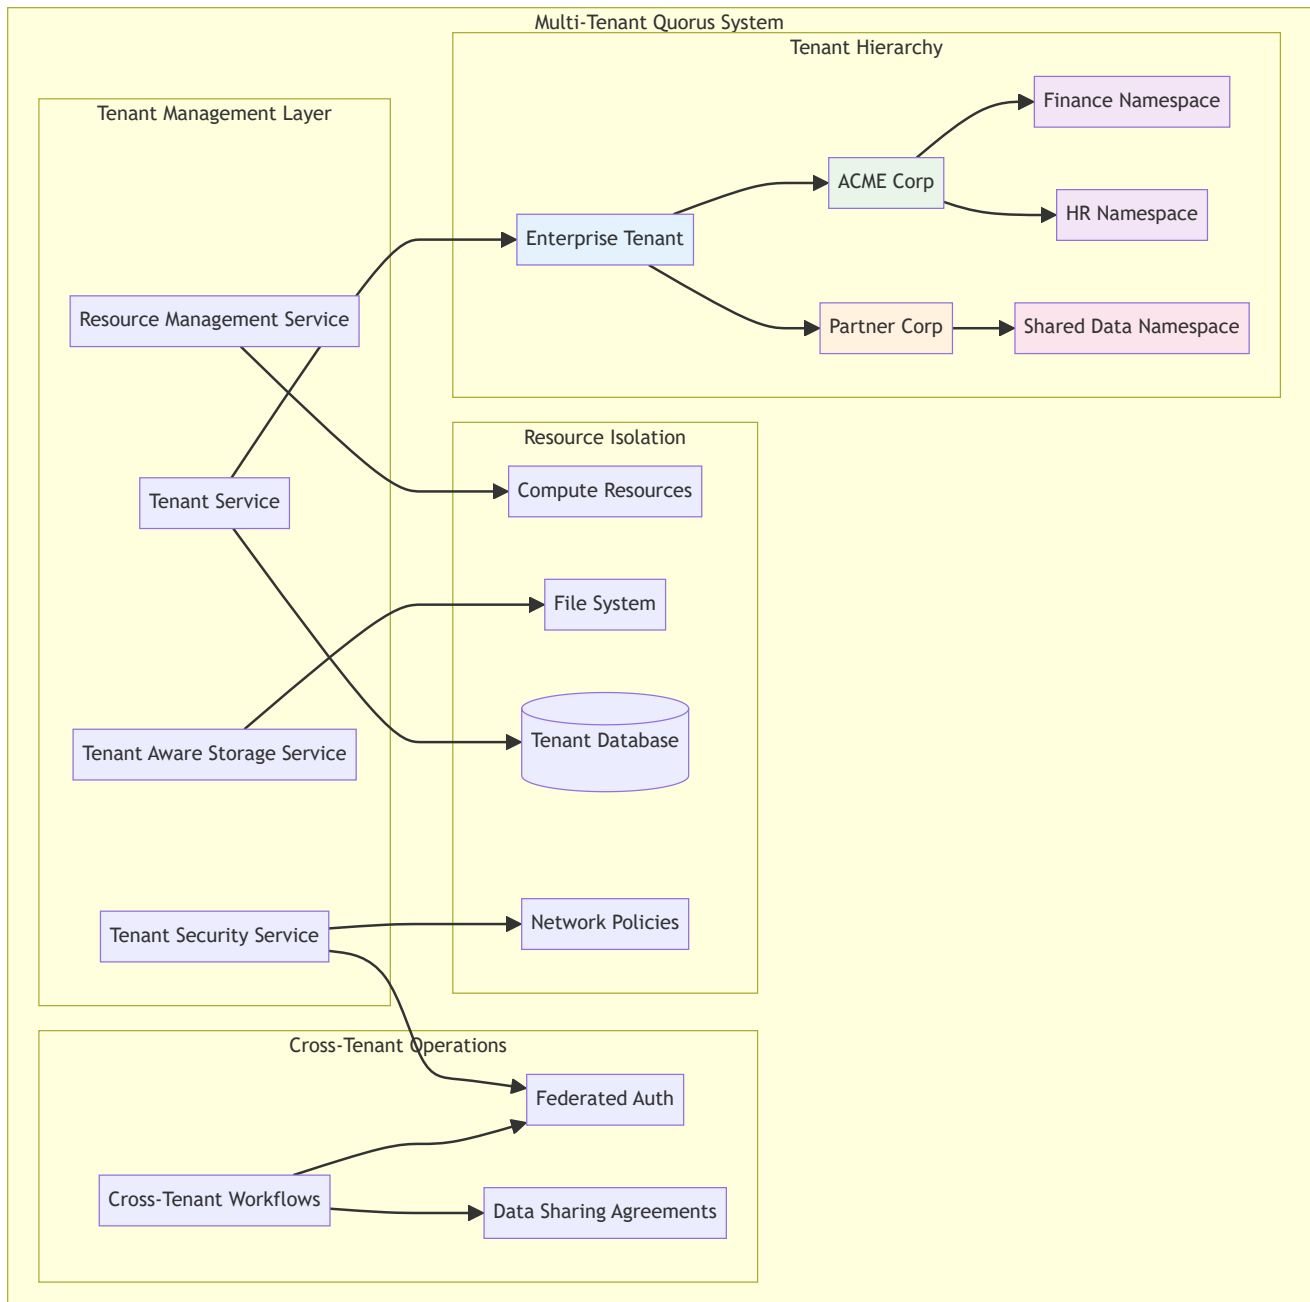 Multi-Tenant Quorus System
Tenant Hierarchy
Finance Namespace
ACME Corp
HR Namespace
Enterprise Tenant
Partner Corp
Shared Data Namespace
Tenant Management Layer
Resource Management Service
Tenant Service
Tenant Aware Storage Service
Tenant Security Service
Resource Isolation
Compute Resources
File System
Tenant Database
Network Policies
Cross-Tenant Operations
Federated Auth
Cross-Tenant Workflows
Data Sharing Agreements